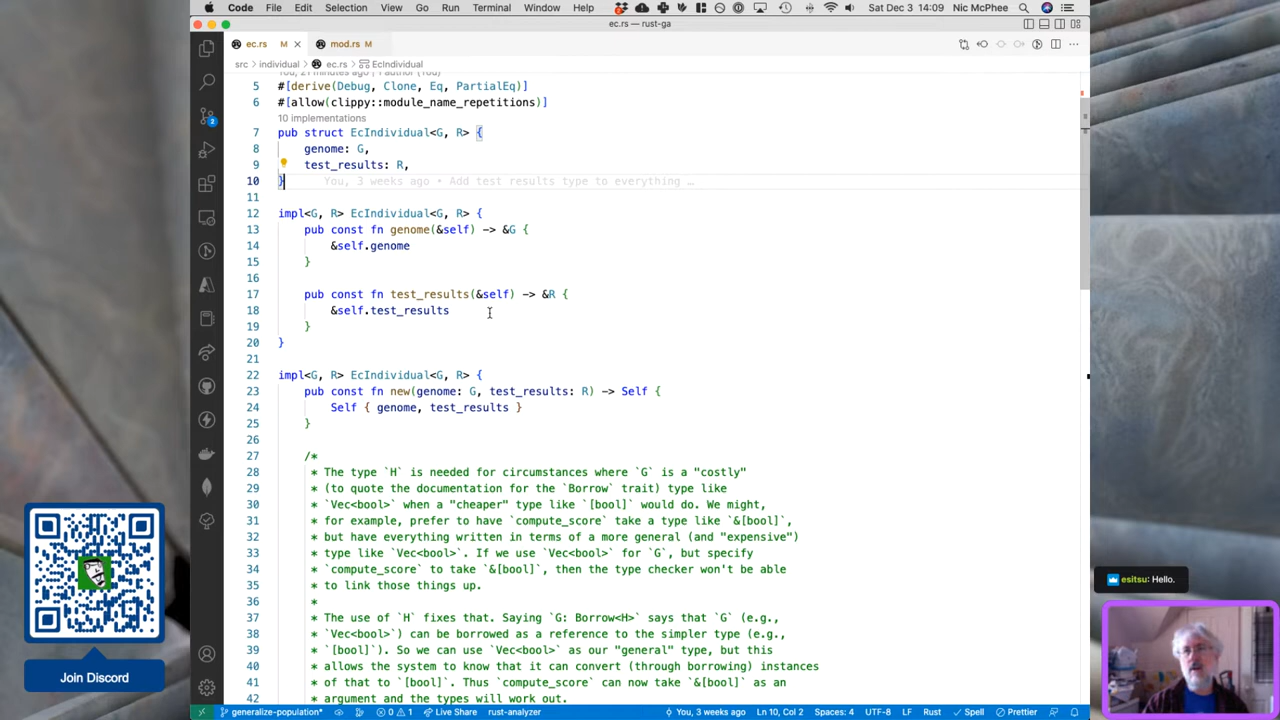 Code File Edit Selection View Go Run Terminal Window Help Sat Dec 3 14:09 Nic McPhee
ec.rs — rust-ga
ec.rs M mod.rs M
src > individual > ec.rs > EcIndividual
You, 21 minutes ago | 1 author (You)
5 #[derive(Debug, Clone, Eq, PartialEq)]
6 #[allow(clippy::module_name_repetitions)]
10 implementations
7 pub struct EcIndividual<G, R> {
8 genome: G,
9 test_results: R,
10 } You, 3 weeks ago • Add test results type to everything …
11
12 impl<G, R> EcIndividual<G, R> {
13 pub const fn genome(&self) -> &G {
14 &self.genome
15 }
16
17 pub const fn test_results(&self) -> &R {
18 &self.test_results
19 }
20 }
21
22 impl<G, R> EcIndividual<G, R> {
23 pub const fn new(genome: G, test_results: R) -> Self {
24 Self { genome, test_results }
25 }
26
27 /*
28 * The type `H` is needed for circumstances where `G` is a "costly"
29 * (to quote the documentation for the `Borrow` trait) type like
30 * `Vec<bool>` when a "cheaper" type like `[bool]` would do. We might,
31 * for example, prefer to have `compute_score` take a type like `&[bool]`,
32 * but have everything written in terms of a more general (and "expensive")
33 * type like `Vec<bool>`. If we use `Vec<bool>` for `G`, but specify
34 * `compute_score` to take `&[bool]`, then the type checker won't be able
35 * to link those things up.
36 *
37 * The use of `H` fixes that. Saying `G: Borrow<H>` says that `G` (e.g.,
38 * `Vec<bool>`) can be borrowed as a reference to the simpler type (e.g.,
39 * `[bool]`). So we can use `Vec<bool>` as our "general" type, but this
40 * allows the system to know that it can convert (through borrowing) instances
41 * of that to `[bool]`. Thus `compute_score` can now take `&[bool]` as an
42 * argument and the types will work out.
generalize-population* 0 1 Live Share rust-analyzer You, 3 weeks ago Ln 10, Col 2 Spaces: 4 UTF-8 LF Rust Spell Prettier
2
Join Discord
esitsu: Hello.